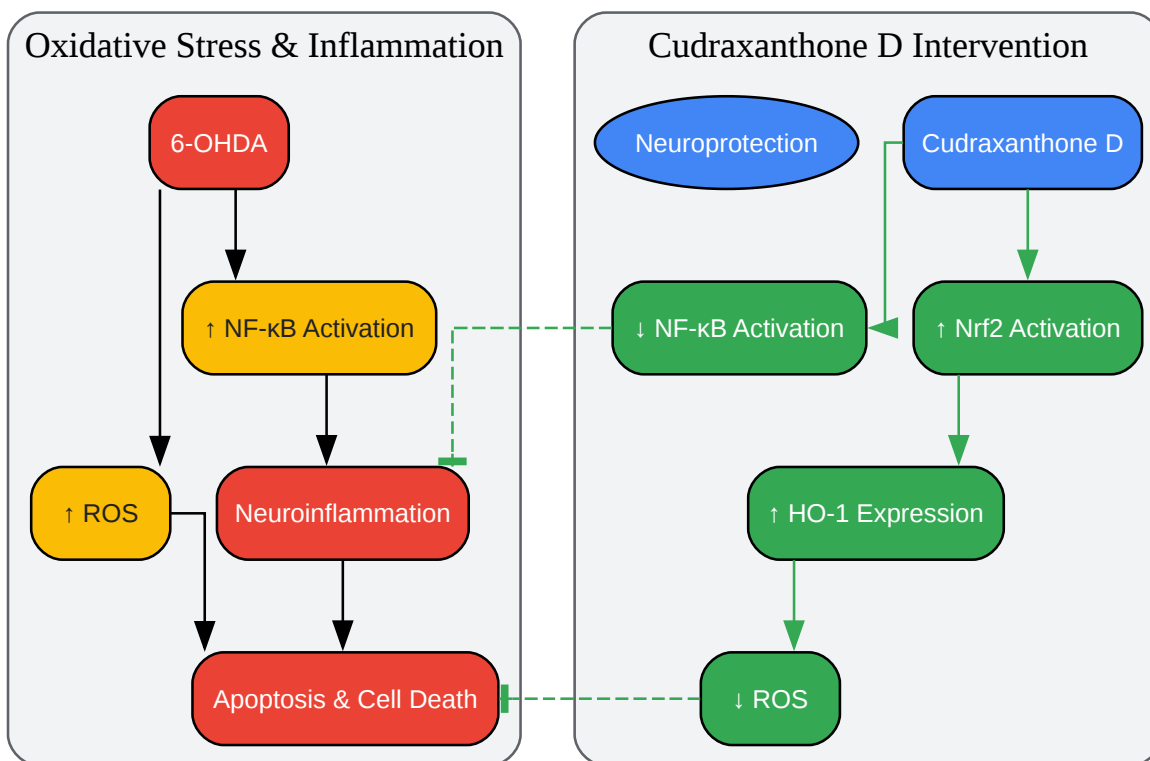 Oxidative Stress & Inflammation
6-OHDA
↑ NF-κB Activation
↑ ROS
Neuroinflammation
Apoptosis & Cell Death
Cudraxanthone D Intervention
Neuroprotection
Cudraxanthone D
↓ NF-κB Activation
↑ Nrf2 Activation
↑ HO-1 Expression
↓ ROS